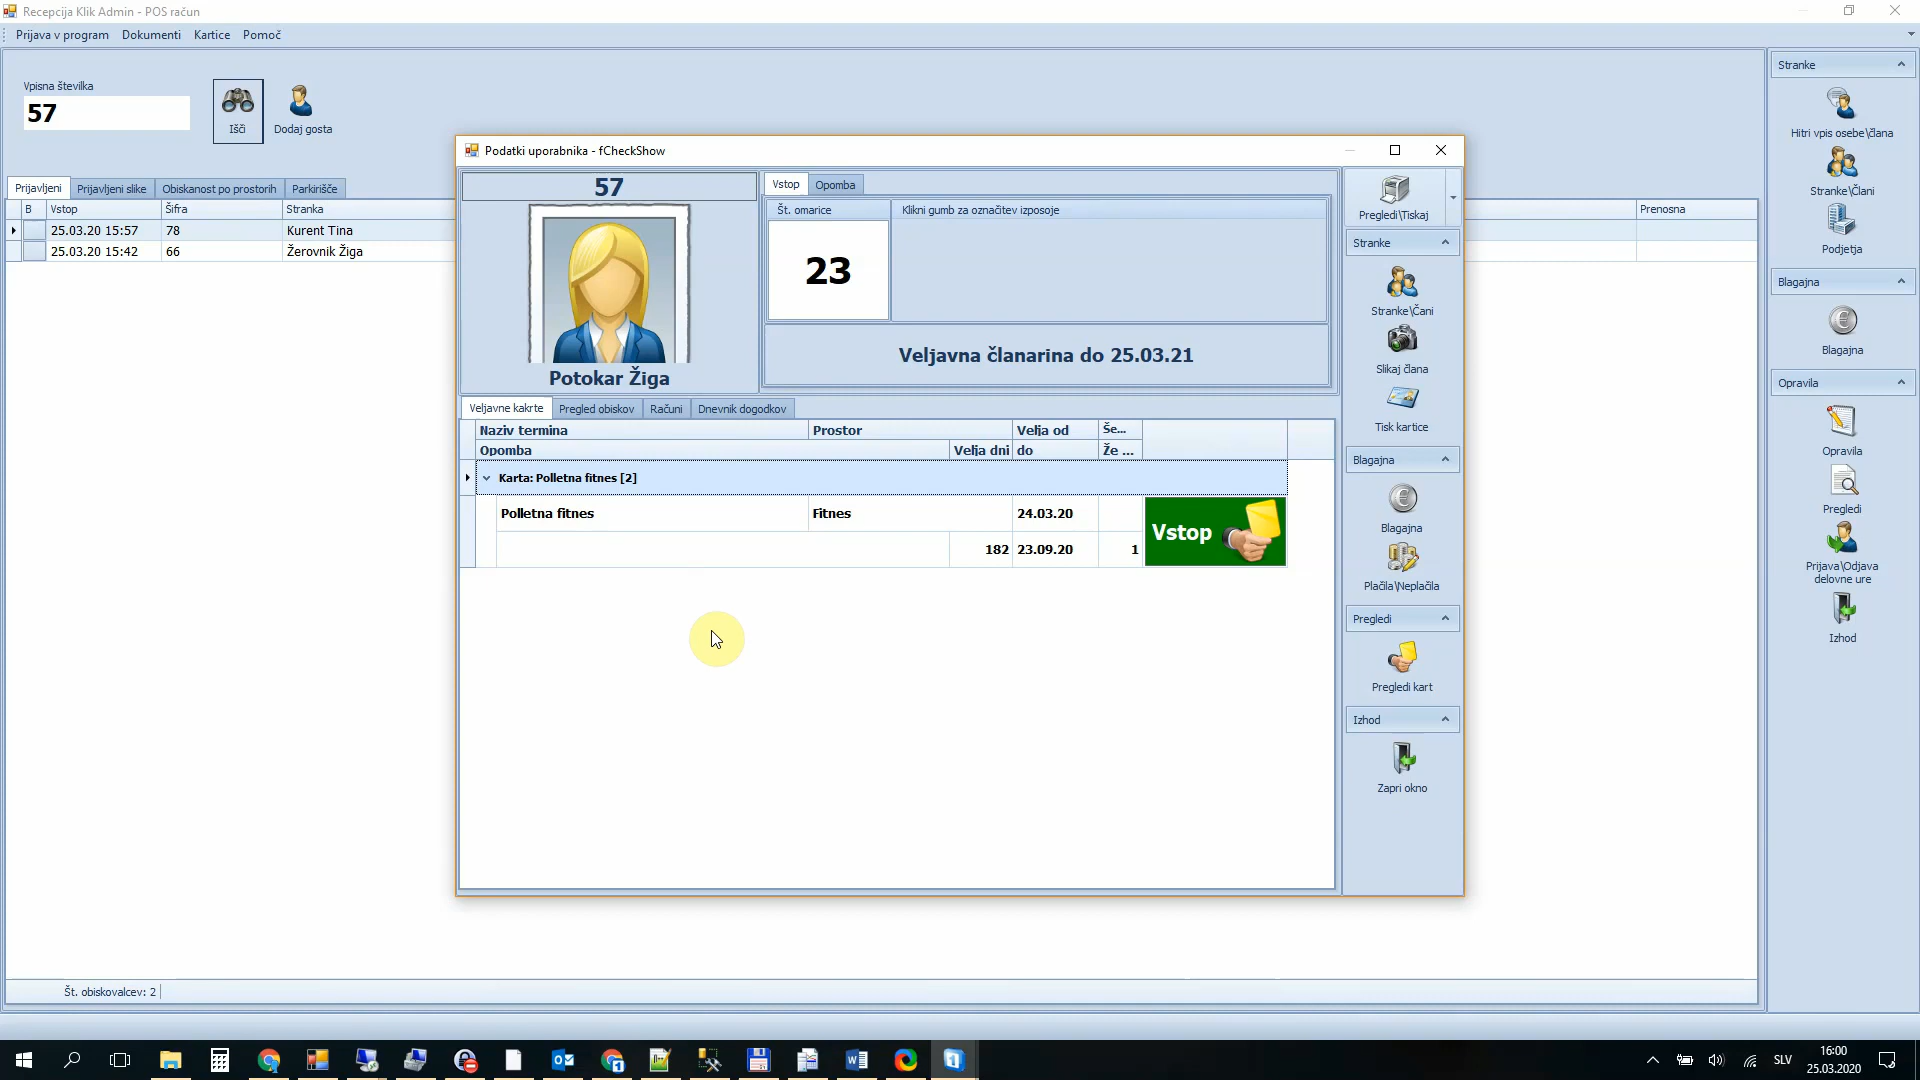 Recepcija Klik Admin - POS račun
Prijava v program Dokumenti Kartice Pomoč
Vpisna številka
57
Išči
Dodaj gosta
Prijavljeni Prijavljeni slike Obiskanost po prostorih Parkirišče
B Vstop Šifra Stranka Prenosna
25.03.20 15:57 78 Kurent Tina
25.03.20 15:42 66 Žerovnik Žiga
Št. obiskovalcev: 2
Podatki uporabnika - fCheckShow
57
Potokar Žiga
Vstop Opomba
Št. omarice Klikni gumb za označitev izposoje
23
Veljavna članarina do 25.03.21
Veljavne kakrte Pregled obiskov Računi Dnevnik dogodkov
Naziv termina Prostor Velja od Še...
Opomba Velja dni do Že ...
Karta: Polletna fitnes [2]
Polletna fitnes Fitnes 24.03.20
182 23.09.20 1
Vstop
Pregledi\Tiskaj
Stranke
Stranke\Čani
Slikaj člana
Tisk kartice
Blagajna
Blagajna
Plačila\Neplačila
Pregledi
Pregledi kart
Izhod
Zapri okno
Stranke
Hitri vpis osebe\člana
Stranke\Člani
Podjetja
Blagajna
Blagajna
Opravila
Opravila
Pregledi
Prijava\Odjava
delovne ure
Izhod
SLV
16:00
25.03.2020